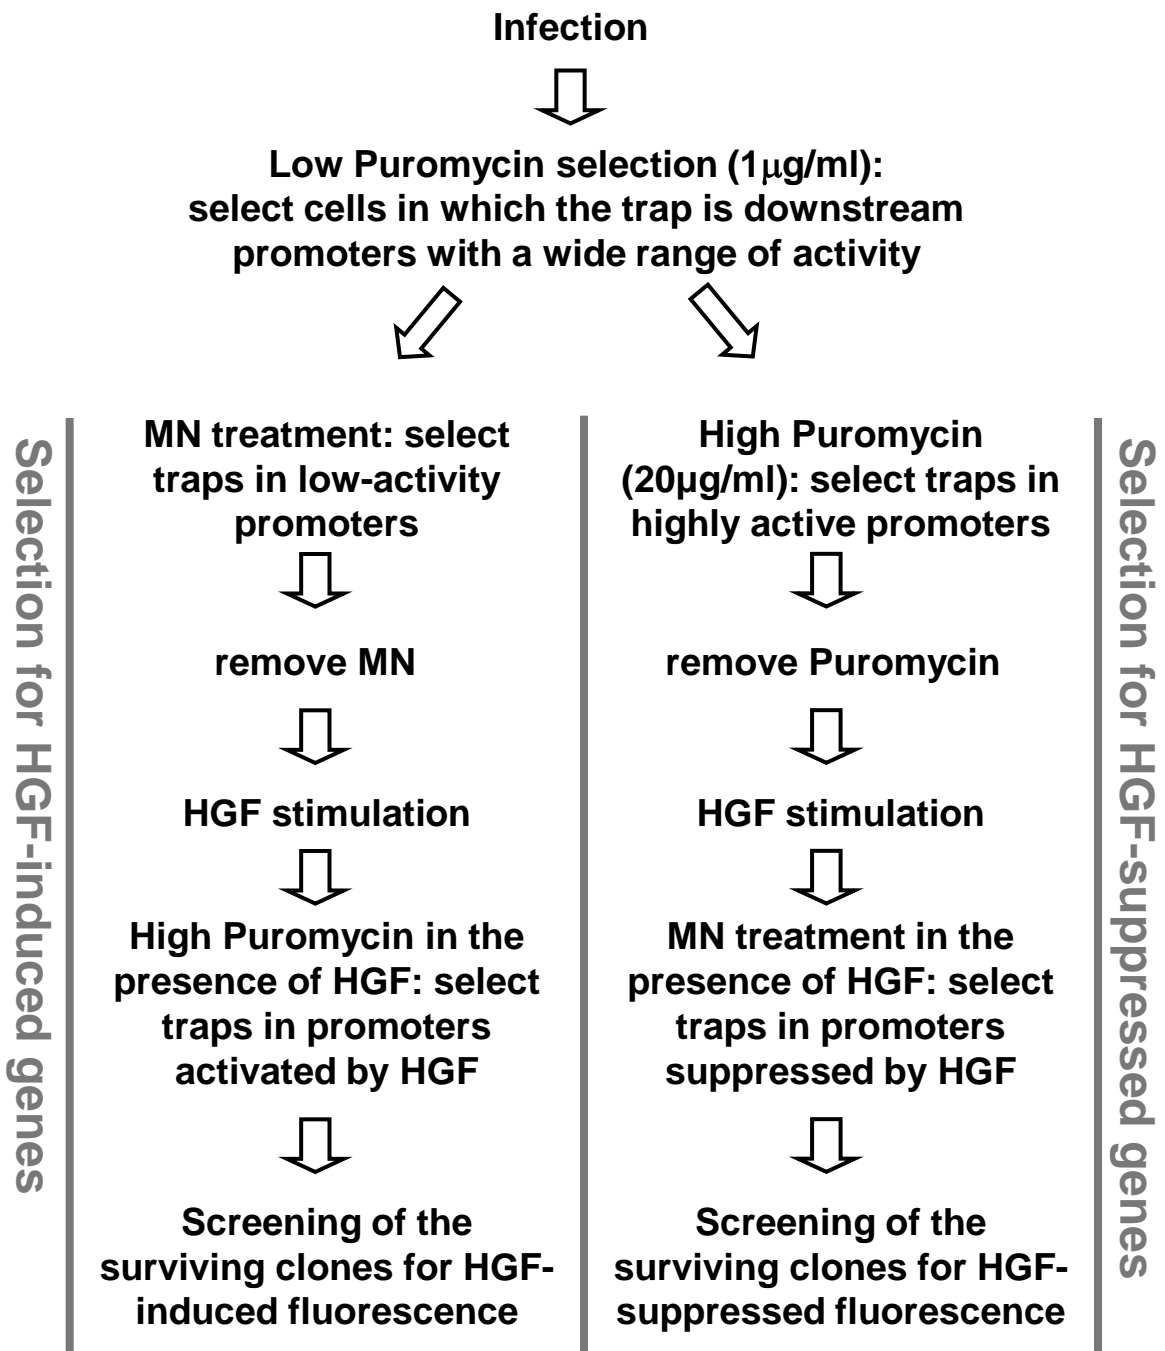 Infection
Low Puromycin selection (1μg/ml):
select cells in which the trap is downstream
promoters with a wide range of activity
Selection for HGF-induced genes
MN treatment: select
traps in low-activity
promoters
remove MN
HGF stimulation
High Puromycin in the
presence of HGF: select
traps in promoters
activated by HGF
Screening of the
surviving clones for HGF-
induced fluorescence
High Puromycin
(20μg/ml): select traps in
highly active promoters
remove Puromycin
HGF stimulation
MN treatment in the
presence of HGF: select
traps in promoters
suppressed by HGF
Screening of the
surviving clones for HGF-
suppressed fluorescence
Selection for HGF-suppressed genes